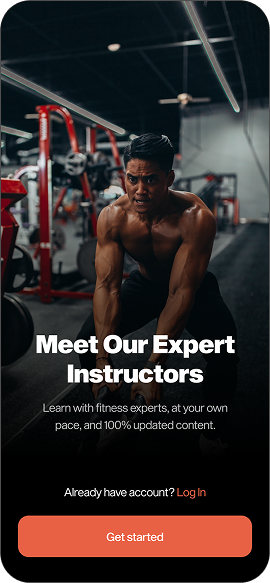 Meet Our Expert
Instructors
Learn with fitness experts, at your own
pace, and 100% updated content.
Already have account? Log In
Get started